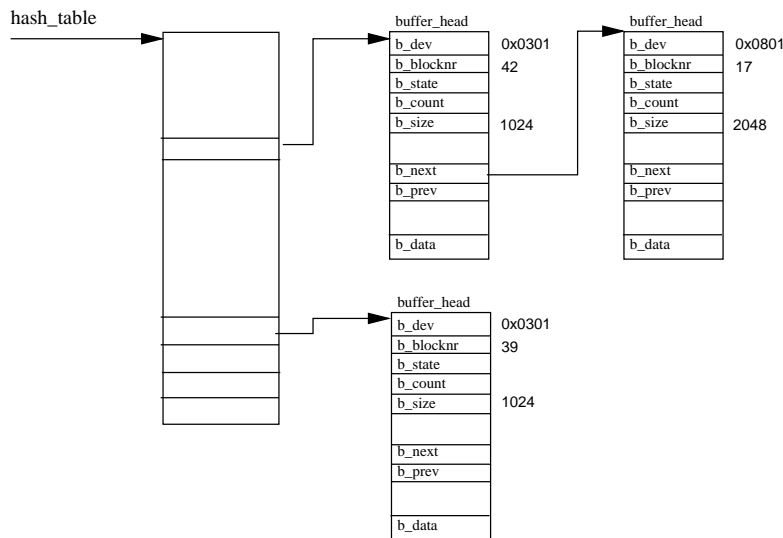 hash_table
buffer_head
b_dev 0x0301
b_blocknr 42
b_state
b_count
b_size 1024
b_next
b_prev
b_data
buffer_head
b_dev 0x0801
b_blocknr 17
b_state
b_count
b_size 2048
b_next
b_prev
b_data
buffer_head
b_dev 0x0301
b_blocknr 39
b_state
b_count
b_size 1024
b_next
b_prev
b_data